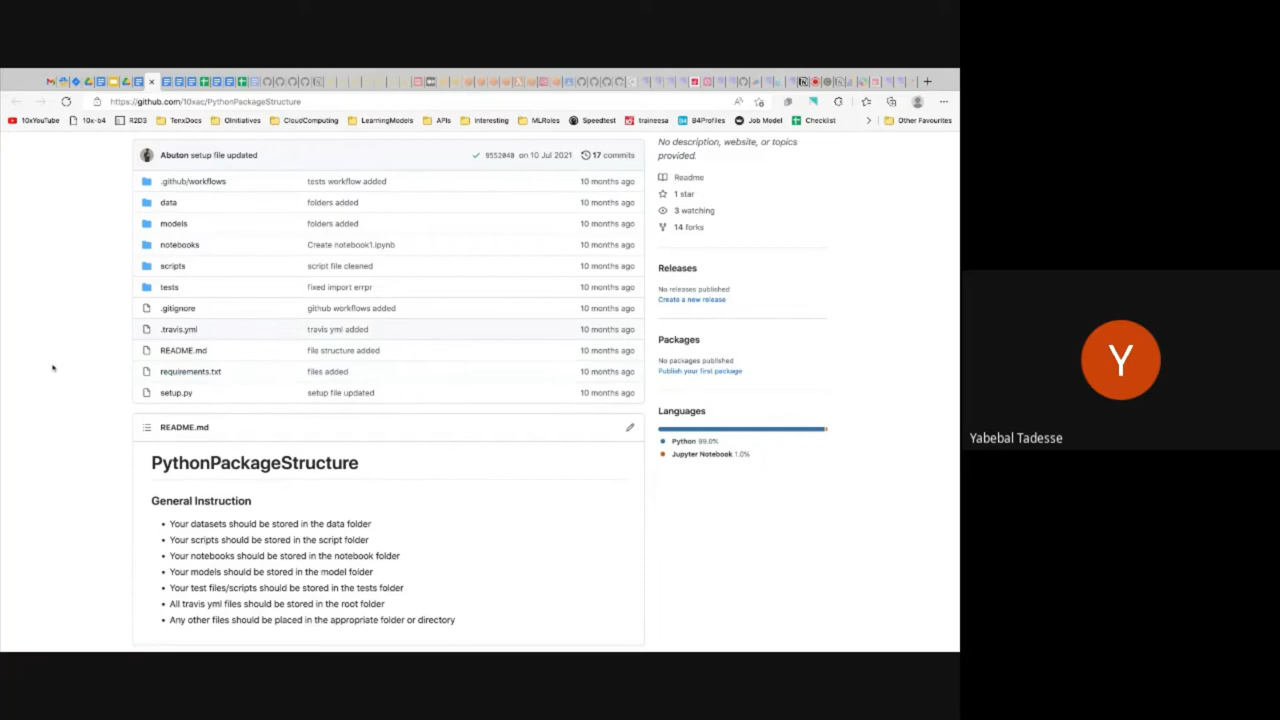 https://github.com/10xac/PythonPackageStructure
10xYouTube 10x-b4 R2D3 TenxDocs OInitiatives CloudComputing LearningModels APIs Interesting MLRoles Speedtest traineesa B4Profiles Job Model Checklist Other Favourites
No description, website, or topics
provided.
Abuton setup file updated 9552040 on 10 Jul 2021 17 commits
.github/workflows tests workflow added 10 months ago
data folders added 10 months ago
models folders added 10 months ago
notebooks Create notebook1.ipynb 10 months ago
scripts script file cleaned 10 months ago
tests fixed import errpr 10 months ago
.gitignore github workflows added 10 months ago
.travis.yml travis yml added 10 months ago
README.md file structure added 10 months ago
requirements.txt files added 10 months ago
setup.py setup file updated 10 months ago
Readme
1 star
3 watching
14 forks
Releases
No releases published
Create a new release
Packages
No packages published
Publish your first package
Languages
Python 99.0%
Jupyter Notebook 1.0%
README.md
PythonPackageStructure
General Instruction
• Your datasets should be stored in the data folder
• Your scripts should be stored in the script folder
• Your notebooks should be stored in the notebook folder
• Your models should be stored in the model folder
• Your test files/scripts should be stored in the tests folder
• All travis yml files should be stored in the root folder
• Any other files should be placed in the appropriate folder or directory
Y
Yabebal Tadesse